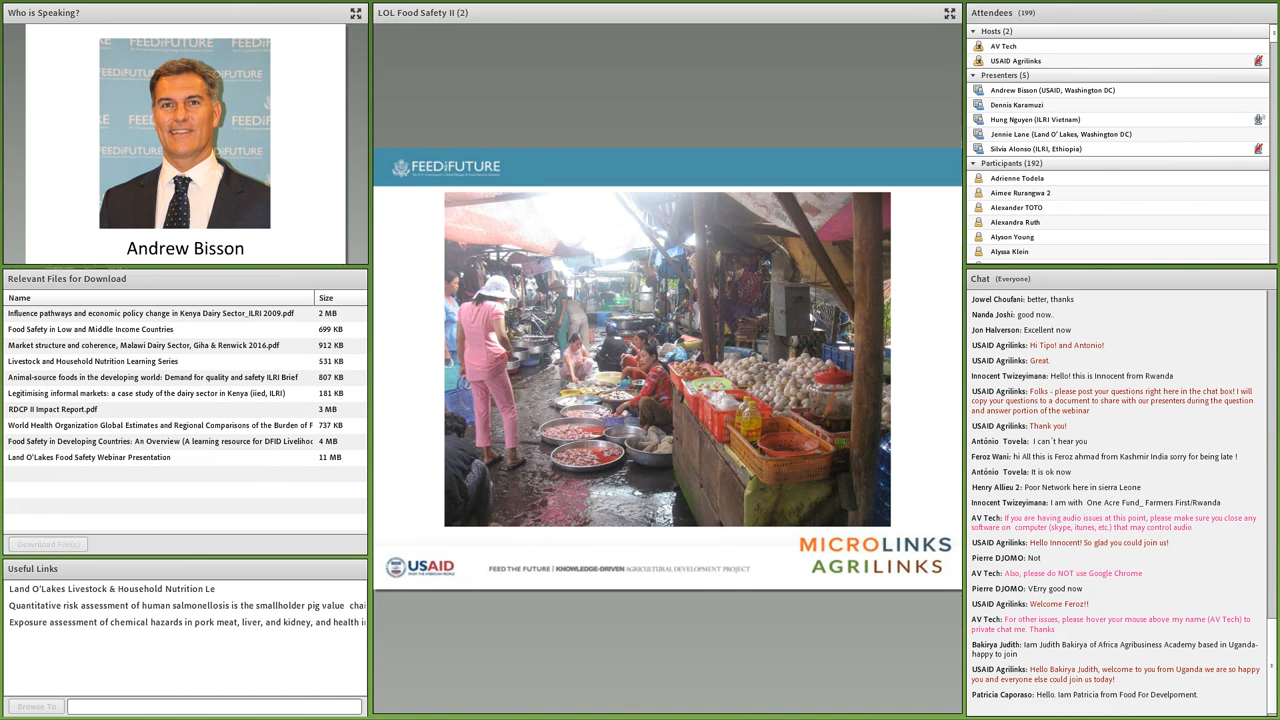 Who is Speaking?
FEED FUTURE
Andrew Bisson
Relevant Files for Download
Name Size
Influence pathways and economic policy change in Kenya Dairy Sector_ILRI 2009.pdf 2 MB
Food Safety in Low and Middle Income Countries 699 KB
Market structure and coherence, Malawi Dairy Sector, Giha & Renwick 2016.pdf 912 KB
Livestock and Household Nutrition Learning Series 531 KB
Animal-source foods in the developing world: Demand for quality and safety ILRI Brief 807 KB
Legitimising informal markets: a case study of the dairy sector in Kenya (iied, ILRI) 181 KB
RDCP II Impact Report.pdf 3 MB
World Health Organization Global Estimates and Regional Comparisons of the Burden of F 737 KB
Food Safety in Developing Countries: An Overview (A learning resource for DFID Livelihoc 4 MB
Land O'Lakes Food Safety Webinar Presentation 11 MB
Download File(s)
Useful Links
Land O'Lakes Livestock & Household Nutrition Le
Quantitative risk assessment of human salmonellosis is the smallholder pig value chai
Exposure assessment of chemical hazards in pork meat, liver, and kidney, and health i
Browse To
LOL Food Safety II (2)
FEED FUTURE
USAID
FROM THE AMERICAN PEOPLE
FEED THE FUTURE | KNOWLEDGE-DRIVEN AGRICULTURAL DEVELOPMENT PROJECT
MICROLINKS
AGRILINKS
Attendees (199)
Hosts (2)
AV Tech
USAID Agrilinks
Presenters (5)
Andrew Bisson (USAID, Washington DC)
Dennis Karamuzi
Hung Nguyen (ILRI Vietnam)
Jennie Lane (Land O' Lakes, Washington DC)
Silvia Alonso (ILRI, Ethiopia)
Participants (192)
Adrienne Todela
Aimee Rurangwa 2
Alexander TOTO
Alexandra Ruth
Alyson Young
Alyssa Klein
Chat (Everyone)
Jowel Choufani: better, thanks
Nanda Joshi: good now..
Jon Halverson: Excellent now
USAID Agrilinks: Hi Tipo! and Antonio!
USAID Agrilinks: Great.
Innocent Twizeyimana: Hello! this is Innocent from Rwanda
USAID Agrilinks: Folks - please post your questions right here in the chat box! I will
copy your questions to a document to share with our presenters during the question
and answer portion of the webinar
USAID Agrilinks: Thank you!
António Tovela: I can´t hear you
Feroz Wani: hi All this is Feroz ahmad from Kashmir India sorry for being late !
António Tovela: It is ok now
Henry Allieu 2: Poor Network here in sierra Leone
Innocent Twizeyimana: I am with One Acre Fund_ Farmers First/Rwanda
AV Tech: If you are having audio issues at this point, please make sure you close any
software on computer (skype, itunes, etc.) that may control audio
USAID Agrilinks: Hello Innocent! So glad you could join us!
Pierre DJOMO: Not
AV Tech: Also, please do NOT use Google Chrome
Pierre DJOMO: VErry good now
USAID Agrilinks: Welcome Feroz!!
AV Tech: For other issues, please hover your mouse above my name (AV Tech) to
private chat me. Thanks
Bakirya Judith: Iam Judith Bakirya of Africa Agribusiness Academy based in Uganda-
happy to join
USAID Agrilinks: Hello Bakirya Judith, welcome to you from Uganda we are so happy
you and everyone else could join us today!
Patricia Caporaso: Hello. Iam Patricia from Food For Develpoment.